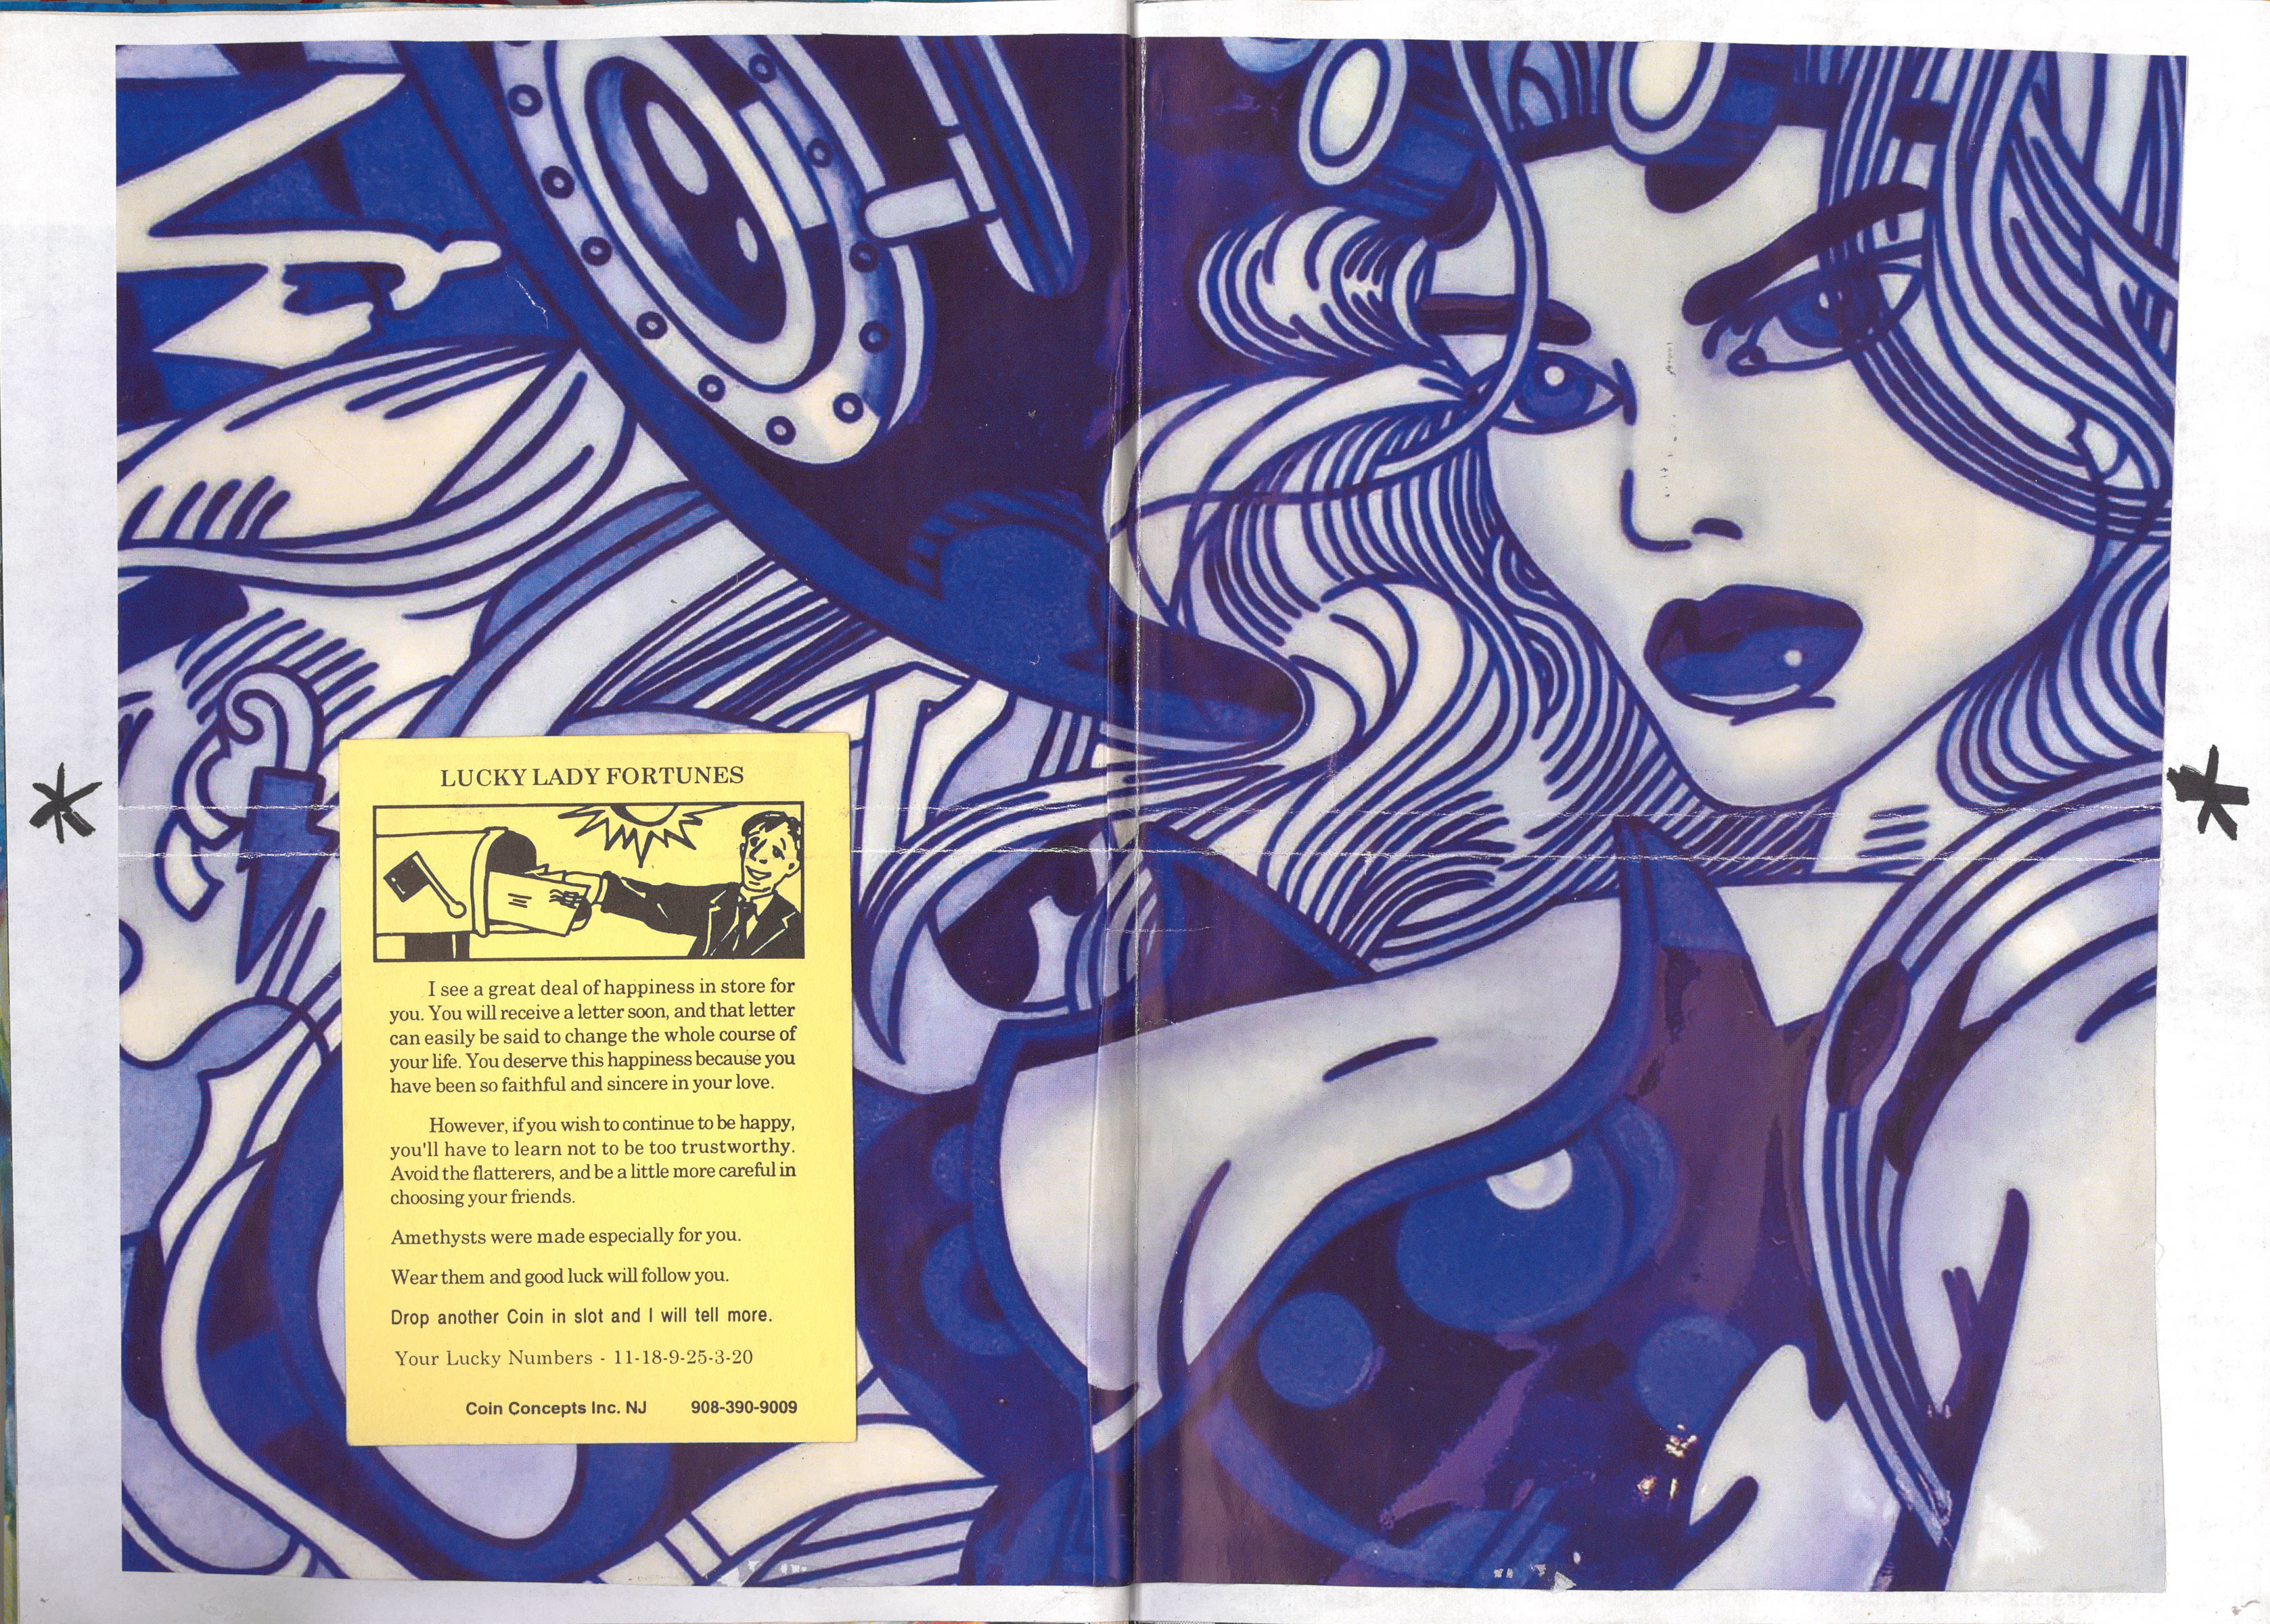 LUCKY LADY FORTUNES
I see a great deal of happiness in store for
you. You will receive a letter soon, and that letter
can easily be said to change the whole course of
your life. You deserve this happiness because you
have been so faithful and sincere in your love.
However, if you wish to continue to be happy,
you'll have to learn not to be too trustworthy.
Avoid the flatterers, and be a little more careful in
choosing your friends.
Amethysts were made especially for you.
Wear them and good luck will follow you.
Drop another Coin in slot and I will tell more.
Your Lucky Numbers - 11-18-9-25-3-20
Coin Concepts Inc. NJ 908-390-9009